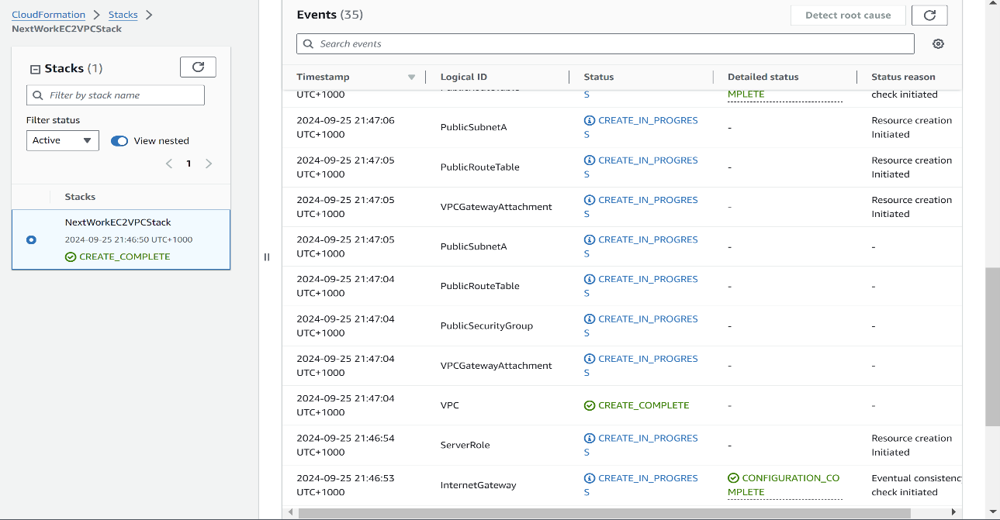 CloudFormation > Stacks >
NextWorkEC2VPCStack
Stacks (1)
Filter by stack name
Filter status
Active View nested
1
Stacks
NextWorkEC2VPCStack
2024-09-25 21:46:50 UTC+1000
CREATE_COMPLETE
Events (35)
Detect root cause
Search events
Timestamp Logical ID Status Detailed status Status reason
UTC+1000 PublicRouteTable S MPLETE check initiated
2024-09-25 21:47:06 CREATE_IN_PROGRES Resource creation
PublicSubnetA -
UTC+1000 S Initiated
2024-09-25 21:47:05 CREATE_IN_PROGRES Resource creation
PublicRouteTable -
UTC+1000 S Initiated
2024-09-25 21:47:05 CREATE_IN_PROGRES Resource creation
VPCGatewayAttachment -
UTC+1000 S Initiated
2024-09-25 21:47:05 CREATE_IN_PROGRES
PublicSubnetA - -
UTC+1000 S
2024-09-25 21:47:04 CREATE_IN_PROGRES
PublicRouteTable - -
UTC+1000 S
2024-09-25 21:47:04 CREATE_IN_PROGRES
PublicSecurityGroup - -
UTC+1000 S
2024-09-25 21:47:04 CREATE_IN_PROGRES
VPCGatewayAttachment - -
UTC+1000 S
2024-09-25 21:47:04
VPC CREATE_COMPLETE - -
UTC+1000
2024-09-25 21:46:54 CREATE_IN_PROGRES Resource creation
ServerRole -
UTC+1000 S Initiated
2024-09-25 21:46:53 CREATE_IN_PROGRES CONFIGURATION_CO Eventual consistenc
InternetGateway
UTC+1000 S MPLETE check initiated